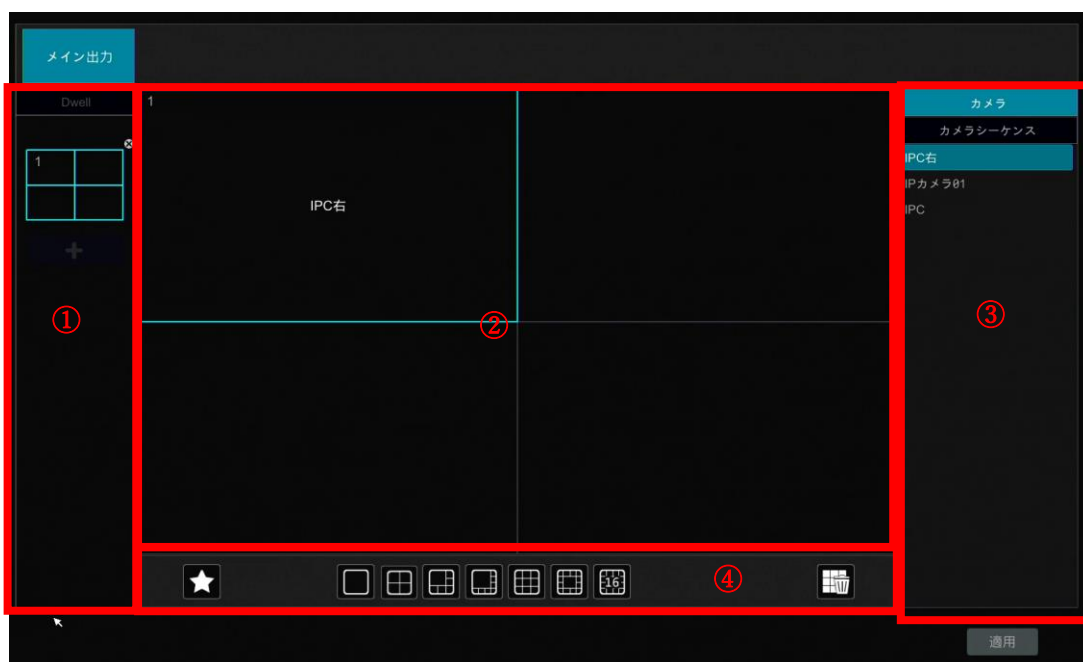 メイン出力
Dwell
1
1
IPC右
①
②
③
④
16
カメラ
カメラシーケンス
IPC右
IPカメラ01
IPC
適用